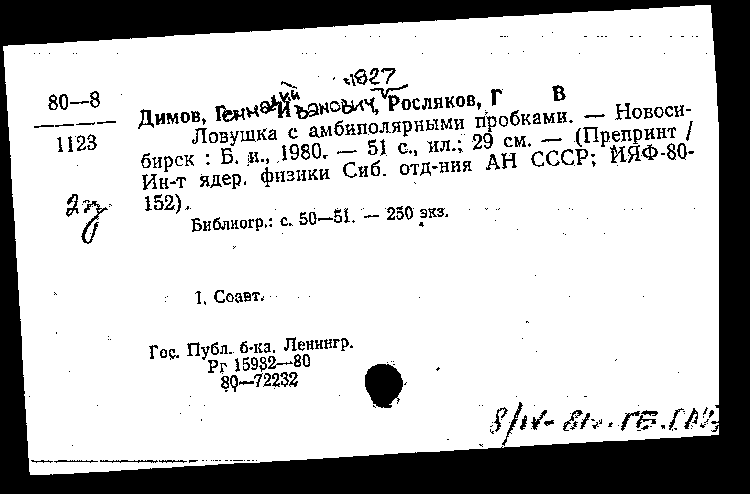 1927
80—8
Димов, Геннадий Иванович, Росляков, Г В
1123
Ловушка с амбиполярными пробками. — Новоси-
бирск : Б. и., 1980. — 51 с., ил.; 29 см. — (Препринт /
Ин-т ядер. физики Сиб. отд-ния АН СССР; ИЯФ-80-
152).
Библиогр.: с. 50—51. — 250 экз.
1. Соавт.
Гос. Публ. б-ка. Ленингр.
Рг 15932—80
80—72232